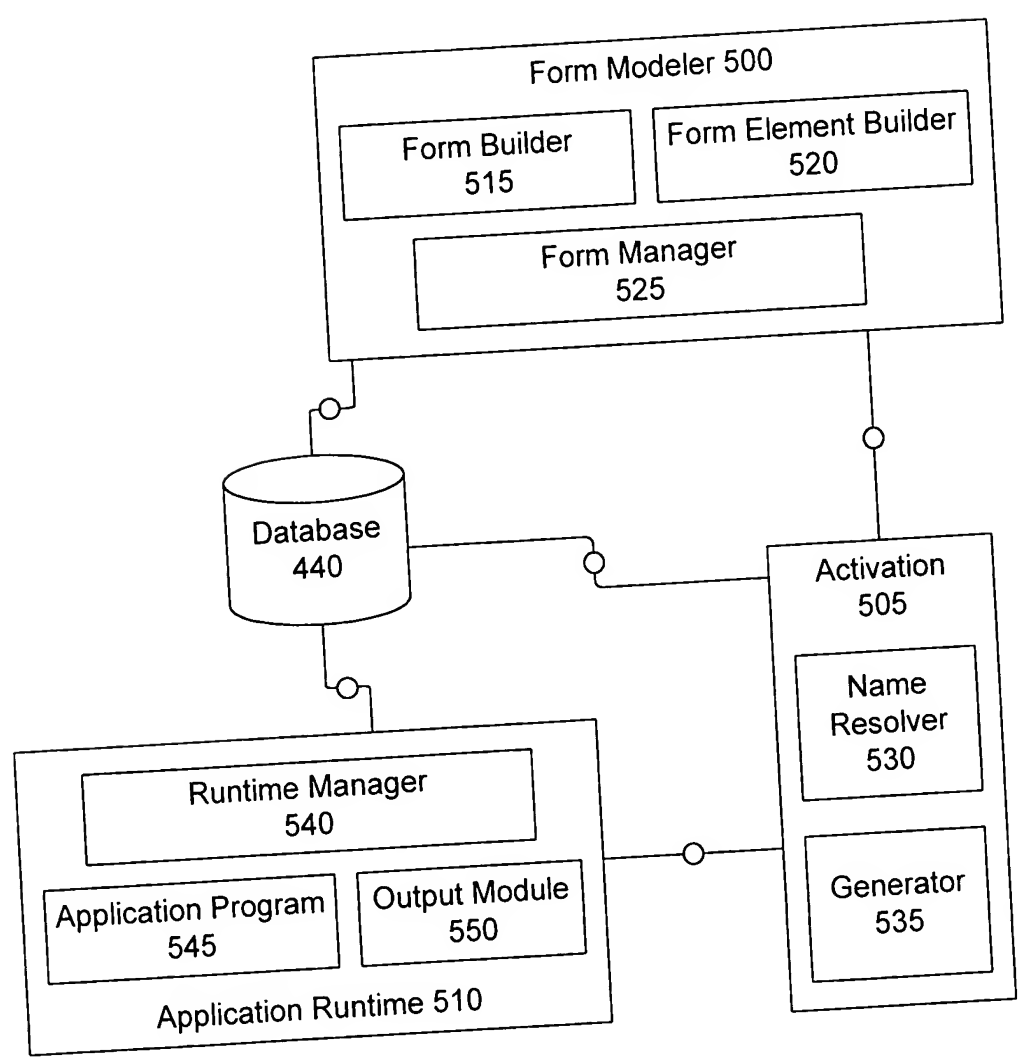 Form Modeler 500
Form Builder
515
Form Element Builder
520
Form Manager
525
Database
440
Activation
505
Name
Resolver
530
Generator
535
Runtime Manager
540
Application Program
545
Output Module
550
Application Runtime 510